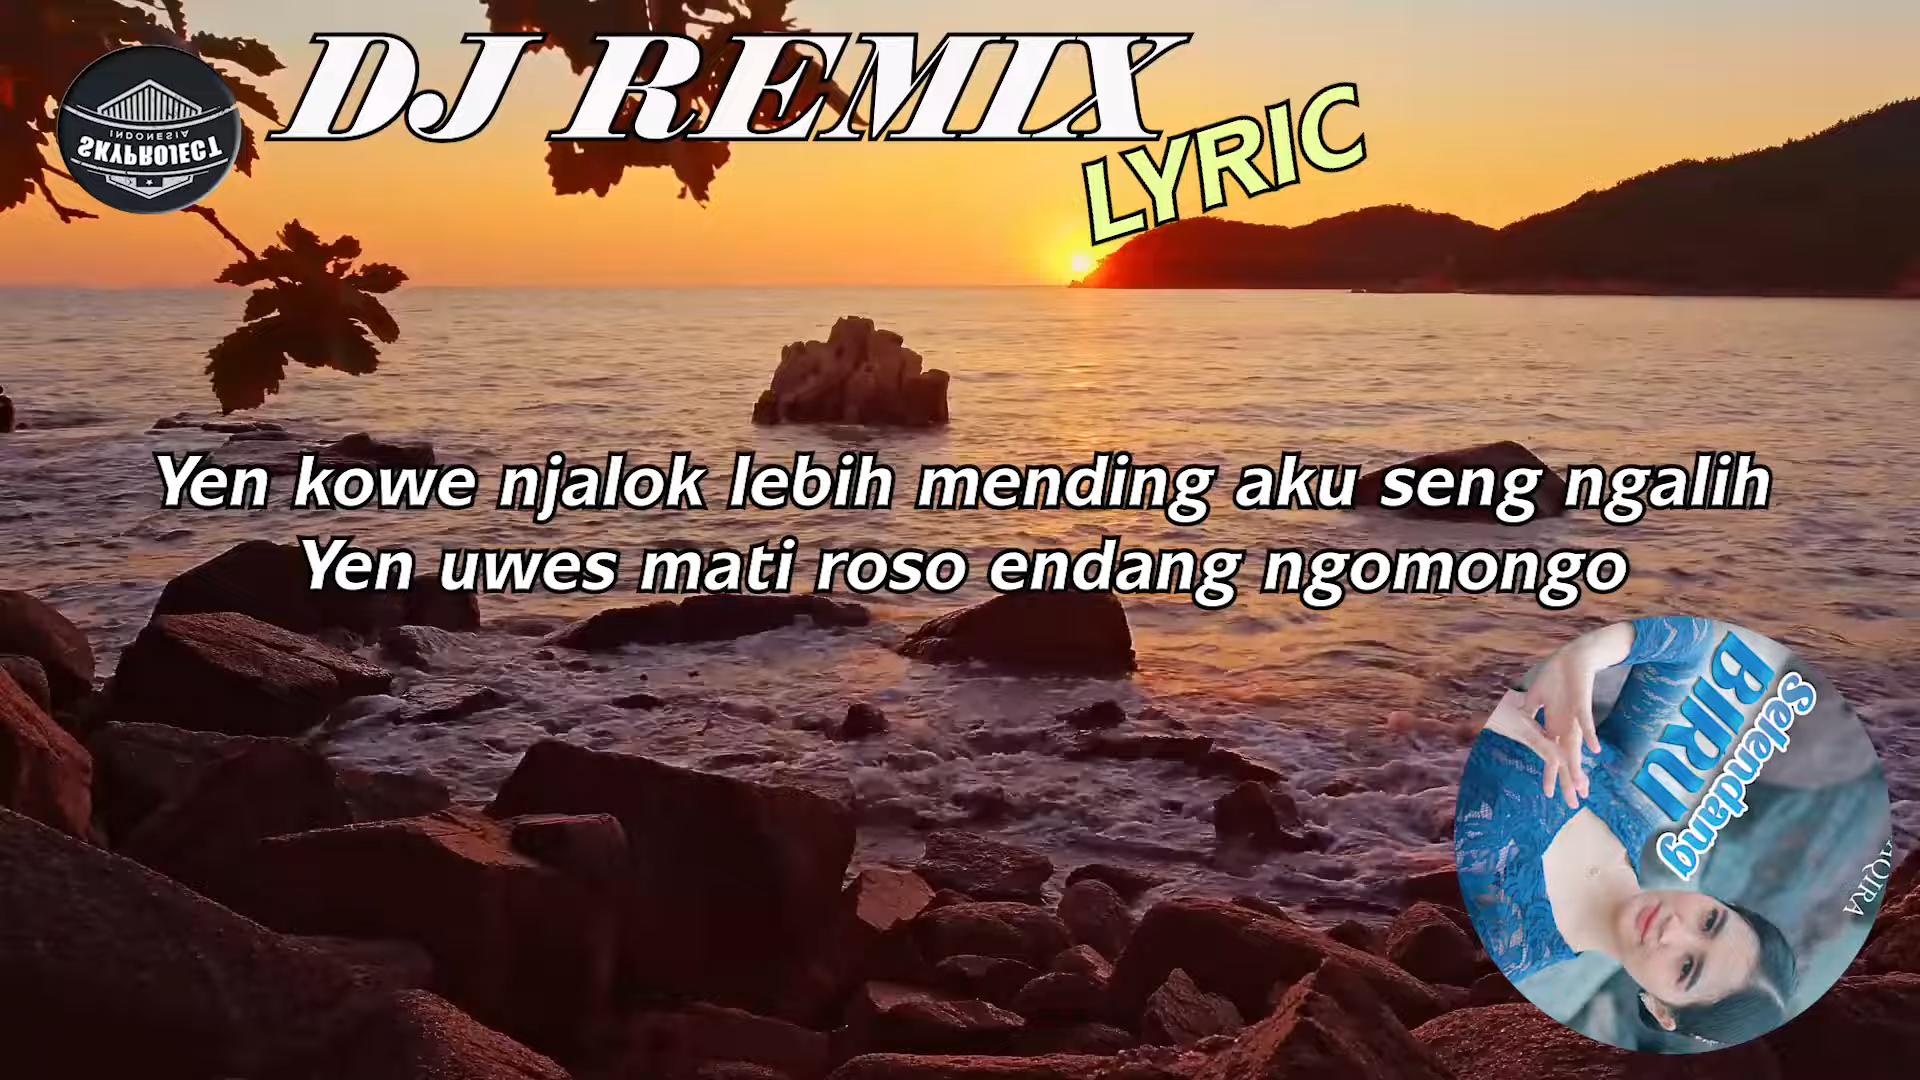 DJ REMIX
LYRIC
INDONESIA
SKYPROJECT
Yen kowe njalok lebih mending aku seng ngalih
Yen uwes mati roso endang ngomongo
Selendang
BIRU